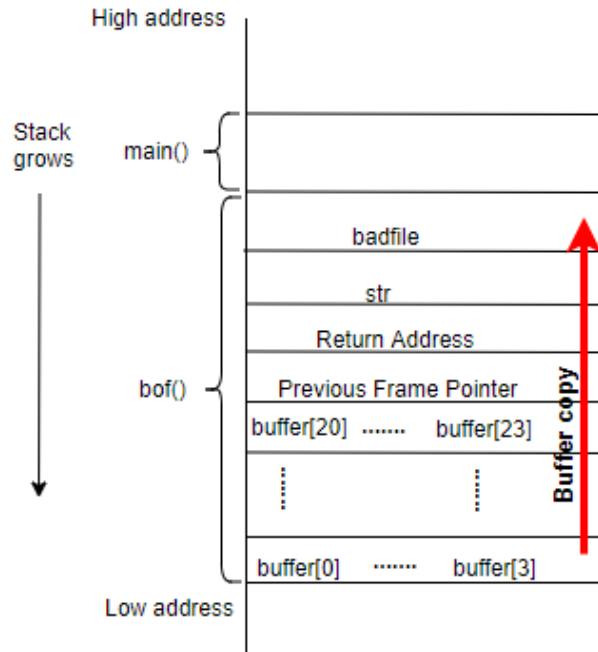 High address
Stack
grows
main()
badfile
str
Return Address
bof()
Previous Frame Pointer
buffer[20] ....... buffer[23]
Buffer copy
buffer[0] ....... buffer[3]
Low address